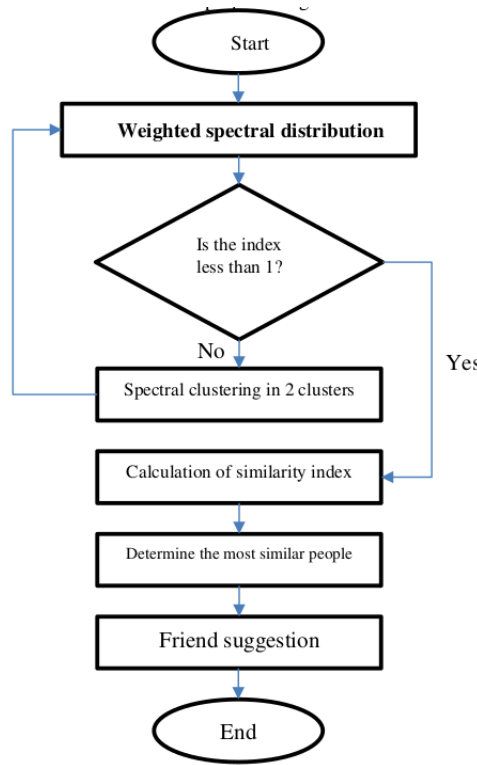 Start
Weighted spectral distribution
Is the index
less than 1?
No
Yes
Spectral clustering in 2 clusters
Calculation of similarity index
Determine the most similar people
Friend suggestion
End